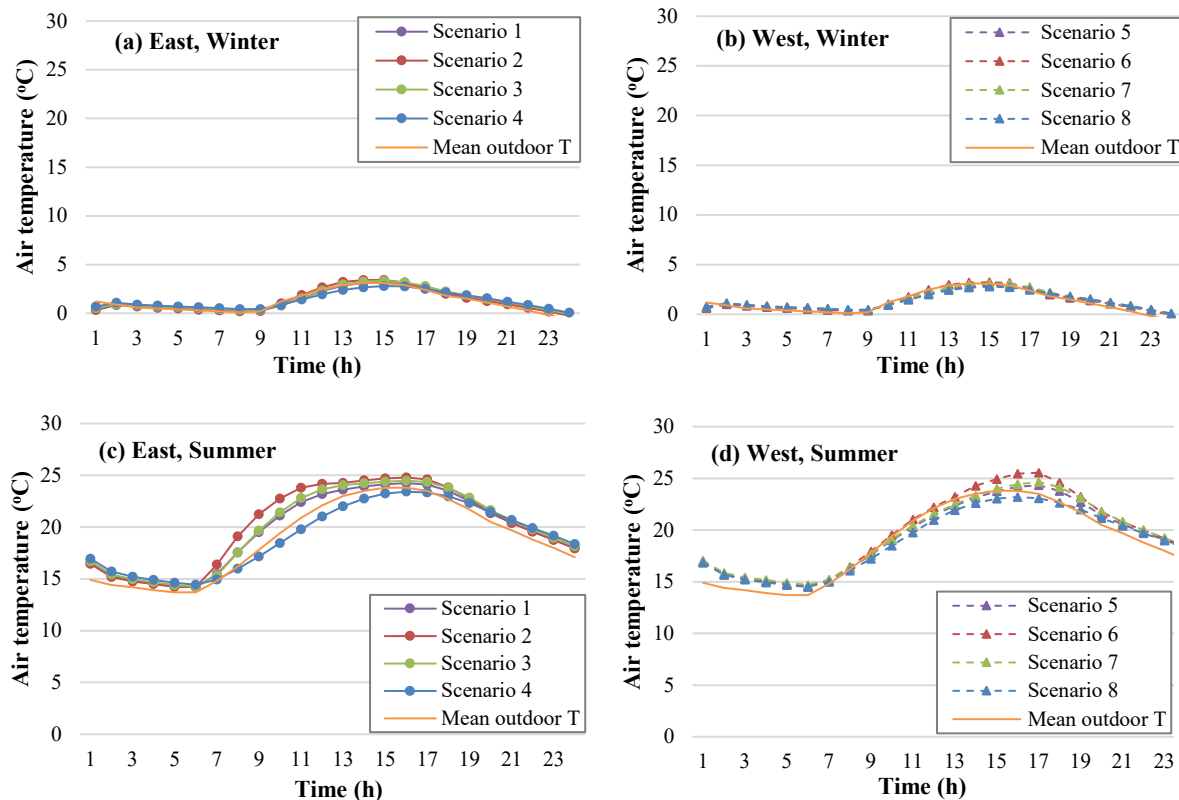 (a) East, Winter
Air temperature (ºC)
30
25
20
15
10
5
0
Scenario 1
Scenario 2
Scenario 3
Scenario 4
Mean outdoor T
1 3 5 7 9 11 13 15 17 19 21 23
Time (h)
(b) West, Winter
Air temperature (ºC)
30
25
20
15
10
5
0
Scenario 5
Scenario 6
Scenario 7
Scenario 8
Mean outdoor T
1 3 5 7 9 11 13 15 17 19 21 23
Time (h)
(c) East, Summer
Air temperature (ºC)
30
25
20
15
10
5
0
Scenario 1
Scenario 2
Scenario 3
Scenario 4
Mean outdoor T
1 3 5 7 9 11 13 15 17 19 21 23
Time (h)
(d) West, Summer
Air temperature (ºC)
30
25
20
15
10
5
0
Scenario 5
Scenario 6
Scenario 7
Scenario 8
Mean outdoor T
1 3 5 7 9 11 13 15 17 19 21 23
Time (h)